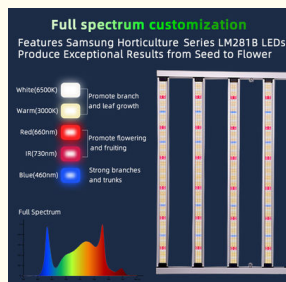 Full spectrum customization
Features Samsung Horticulture Series LM281B LEDs
Produce Exceptional Results from Seed to Flower
White(6500K)
Promote branch
and leaf growth
Warm(3000K)
Red(660nm)
Promote flowering
and fruiting
IR(730nm)
Blue(460nm)
Strong branches
and trunks
Full Spectrum